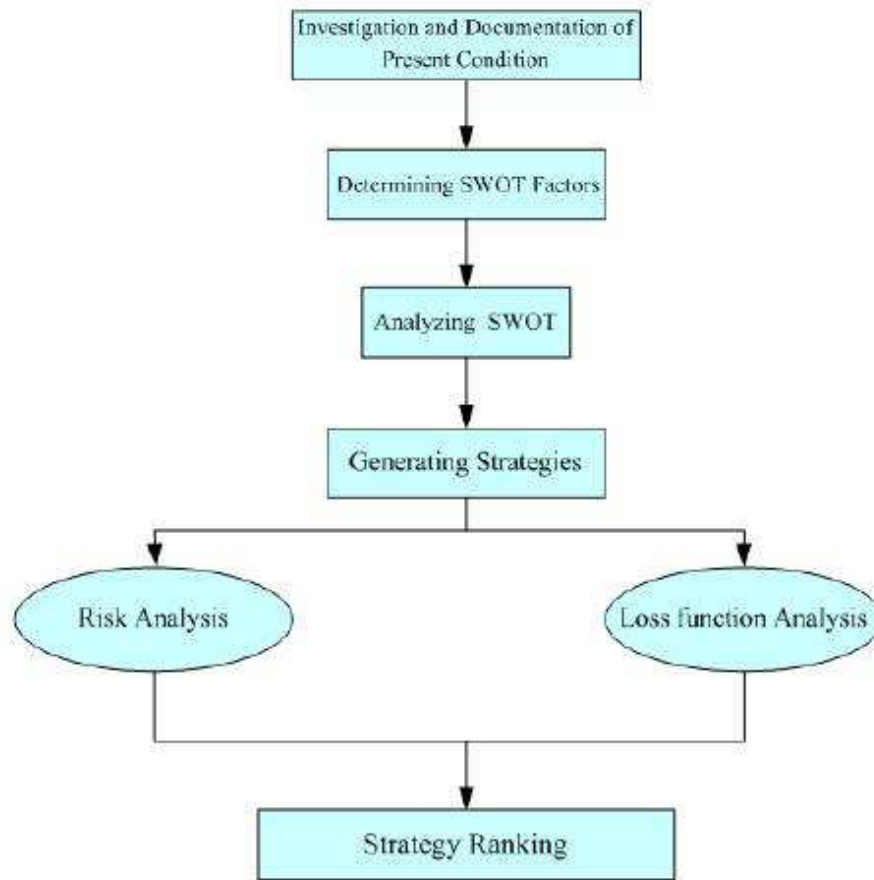 Investigation and Documentation of
Present Condition
Determining SWOT Factors
Analyzing SWOT
Generating Strategies
Risk Analysis
Loss function Analysis
Strategy Ranking